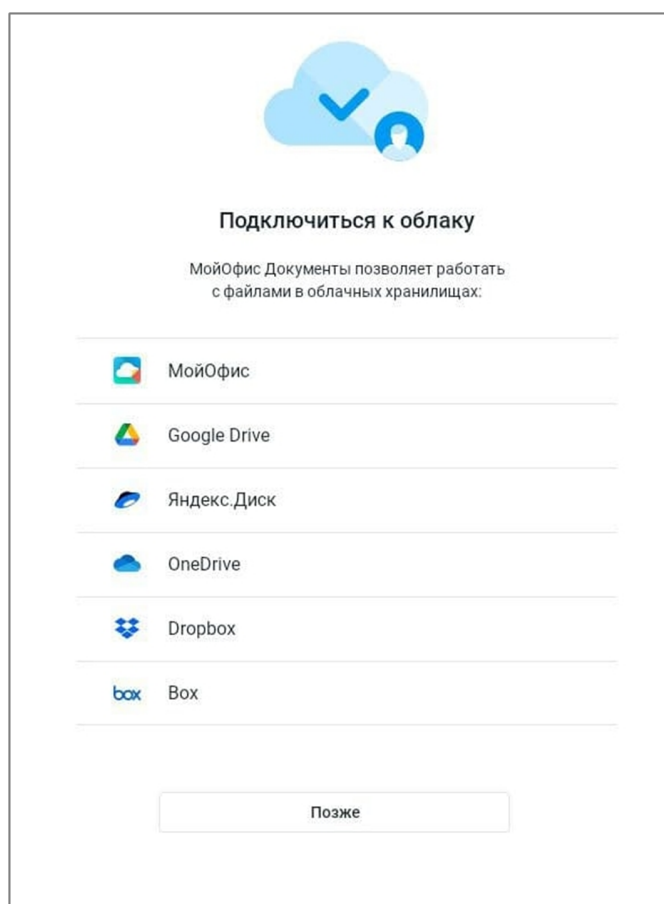 Подключиться к облаку
МойОфис Документы позволяет работать
с файлами в облачных хранилищах:
МойОфис
Google Drive
Яндекс.Диск
OneDrive
Dropbox
box Box
Позже